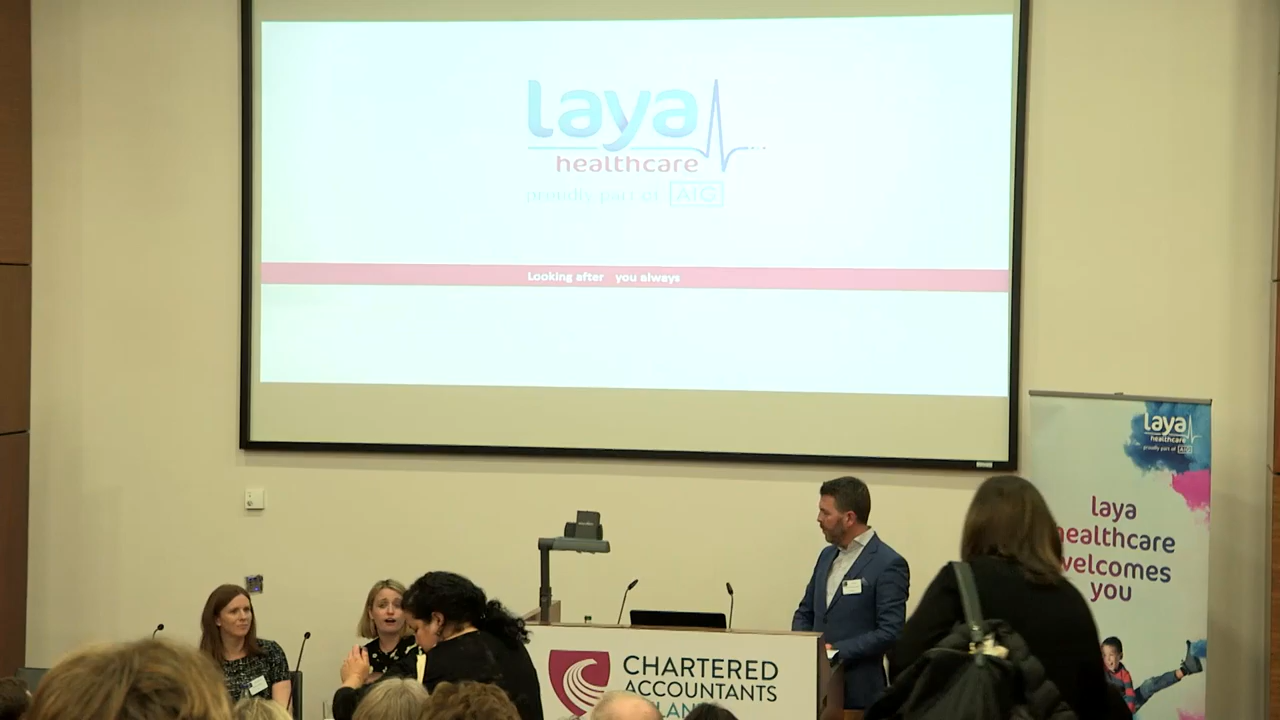 laya
healthcare
proudly part of AIG
Looking after you always
laya
healthcare
proudly part of AIG
laya
healthcare
welcomes
you
CHARTERED
ACCOUNTANTS